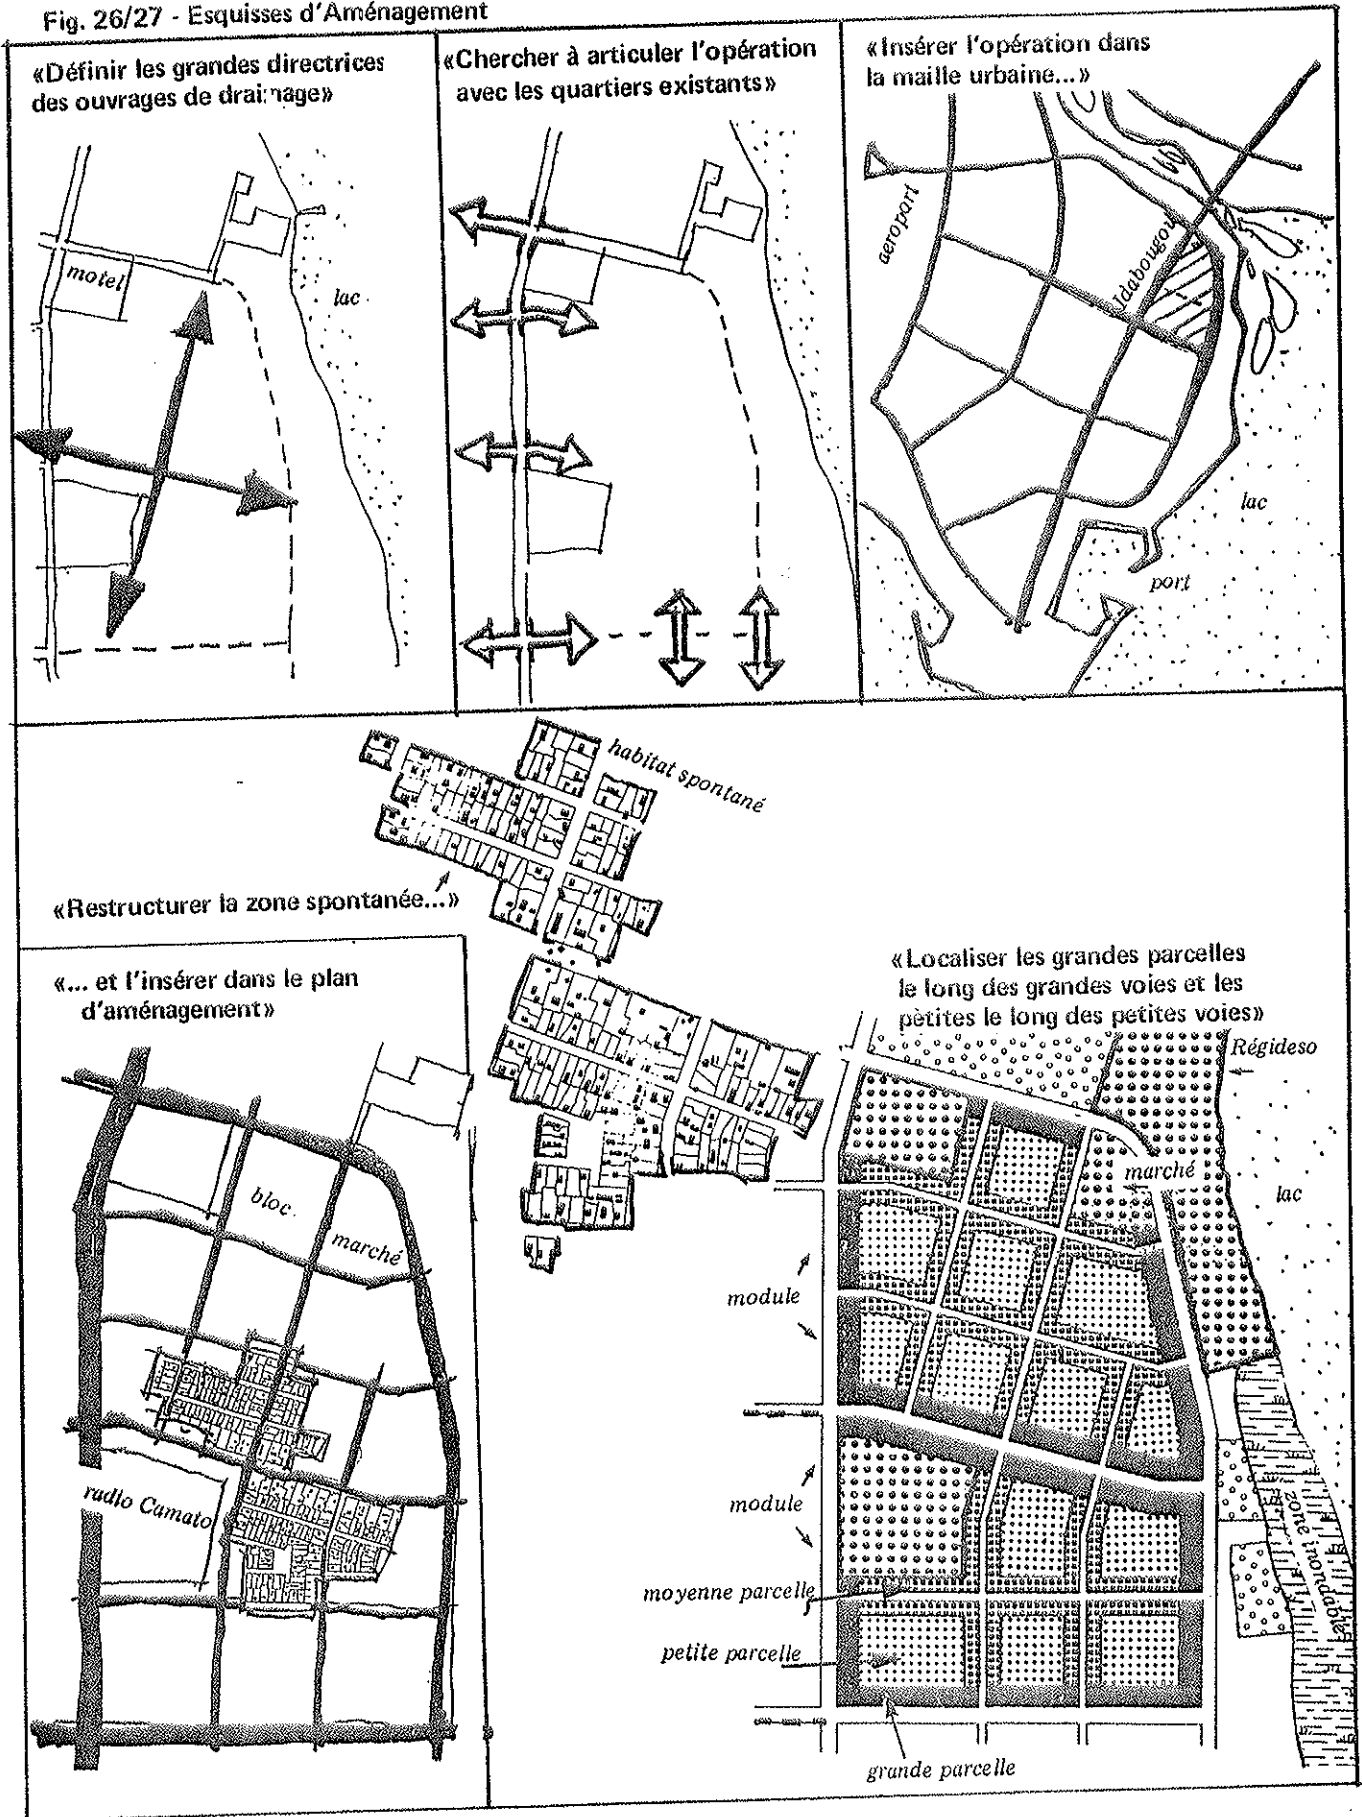 Fig. 26/27 - Esquisses d'Aménagement
«Définir les grandes directrices
des ouvrages de drainage»
motel
lac
«Chercher à articuler l'opération
avec les quartiers existants»
«Insérer l'opération dans
la maille urbaine...»
aeroport
Idabougou
lac
port
habitat spontané
«Restructurer la zone spontanée...»
«... et l'insérer dans le plan
d'aménagement»
bloc.
marché
radio Camato
«Localiser les grandes parcelles
le long des grandes voies et les
petites le long des petites voies»
Régideso
marché
lac
module
module
moyenne parcelle
petite parcelle
grande parcelle
zone inondable